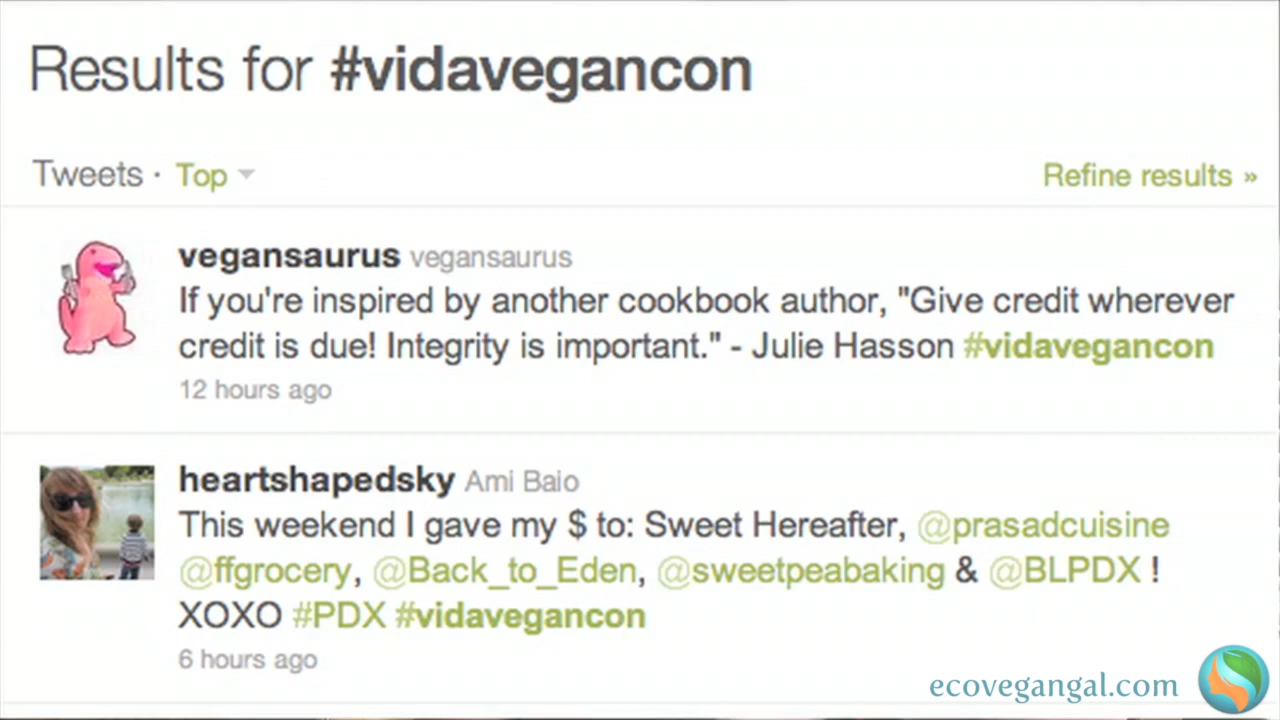 Results for #vidavegancon
Tweets · Top
Refine results »
vegansaurus vegansaurus
If you're inspired by another cookbook author, "Give credit wherever
credit is due! Integrity is important." - Julie Hasson #vidavegancon
12 hours ago
heartshapedsky Ami Baio
This weekend I gave my $ to: Sweet Hereafter, @prasadcuisine
@ffgrocery, @Back_to_Eden, @sweetpeabaking & @BLPDX !
XOXO #PDX #vidavegancon
6 hours ago
ecovegangal.com